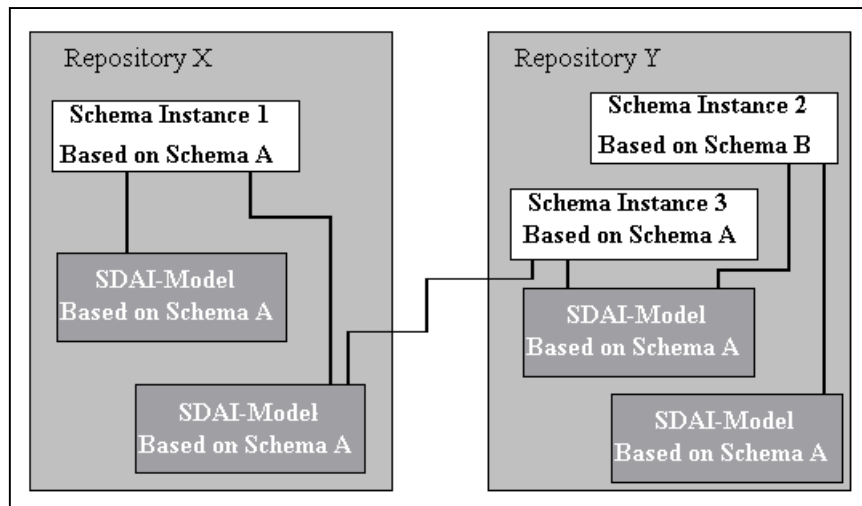 Repository X
Schema Instance 1
Based on Schema A
SDAI-Model
Based on Schema A
SDAI-Model
Based on Schema A
Repository Y
Schema Instance 2
Based on Schema B
Schema Instance 3
Based on Schema A
SDAI-Model
Based on Schema A
SDAI-Model
Based on Schema A